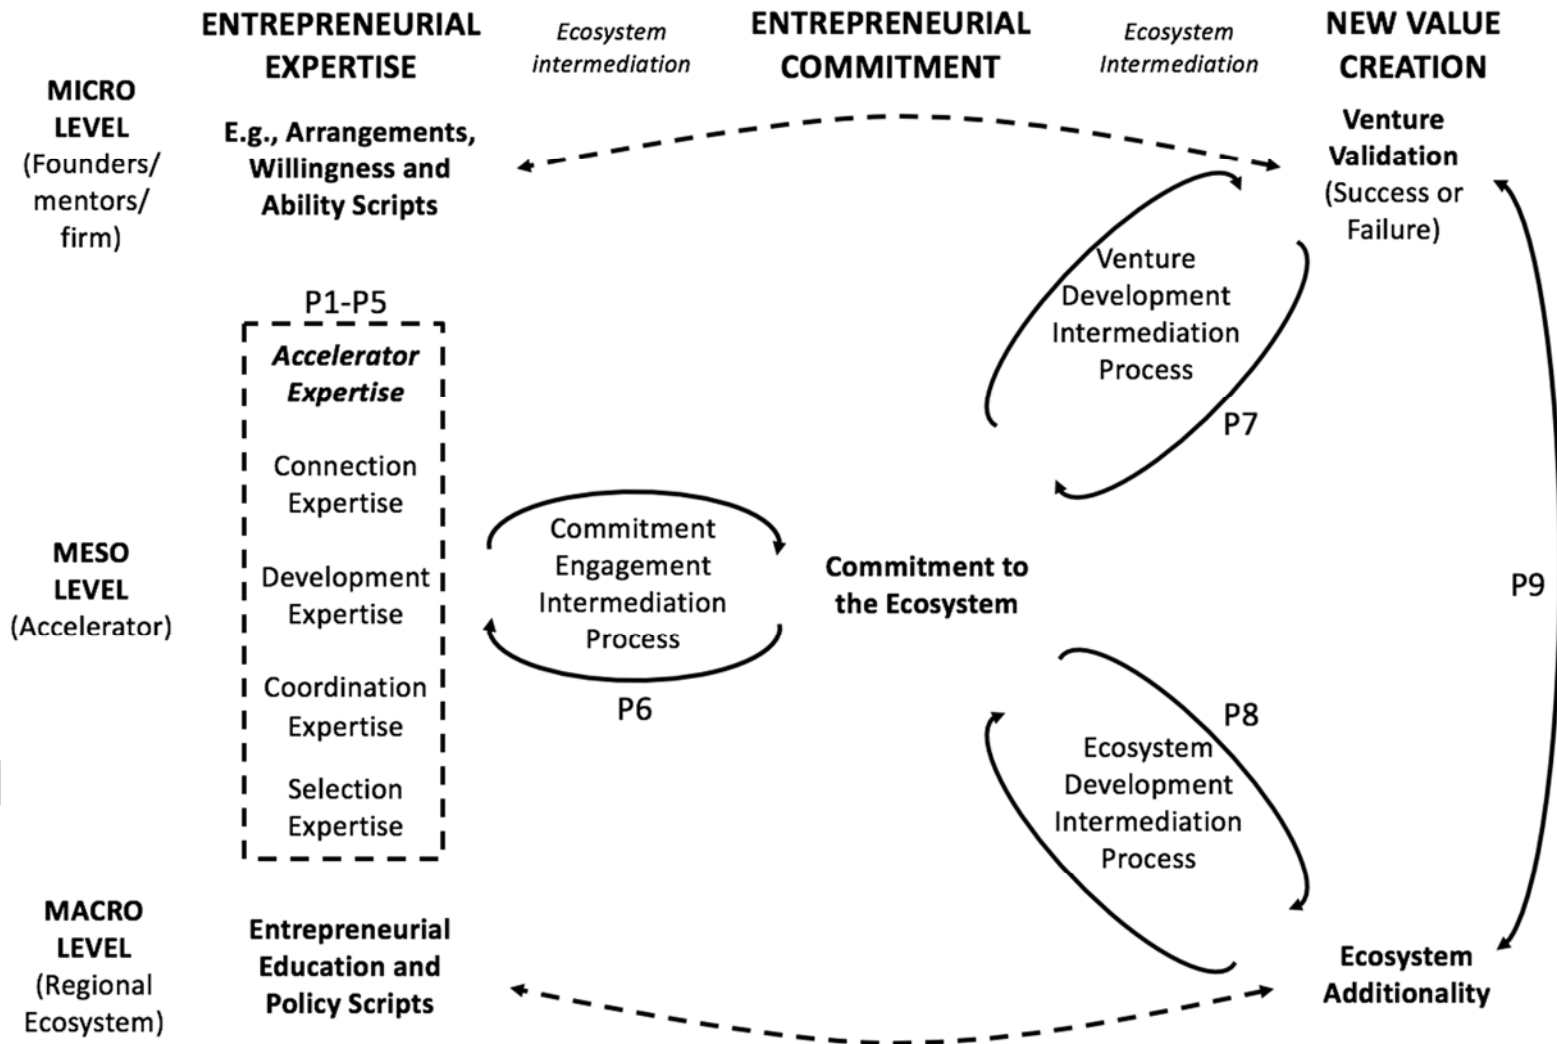 ENTREPRENEURIAL
EXPERTISE
Ecosystem
intermediation
ENTREPRENEURIAL
COMMITMENT
Ecosystem
Intermediation
NEW VALUE
CREATION
MICRO
LEVEL
(Founders/
mentors/
firm)
E.g., Arrangements,
Willingness and
Ability Scripts
Venture
Validation
(Success or
Failure)
Venture
Development
Intermediation
Process
P7
P1-P5
Accelerator
Expertise
Connection
Expertise
Development
Expertise
Coordination
Expertise
Selection
Expertise
MESO
LEVEL
(Accelerator)
Commitment
Engagement
Intermediation
Process
P6
Commitment to
the Ecosystem
P9
P8
Ecosystem
Development
Intermediation
Process
MACRO
LEVEL
(Regional
Ecosystem)
Entrepreneurial
Education and
Policy Scripts
Ecosystem
Additionality